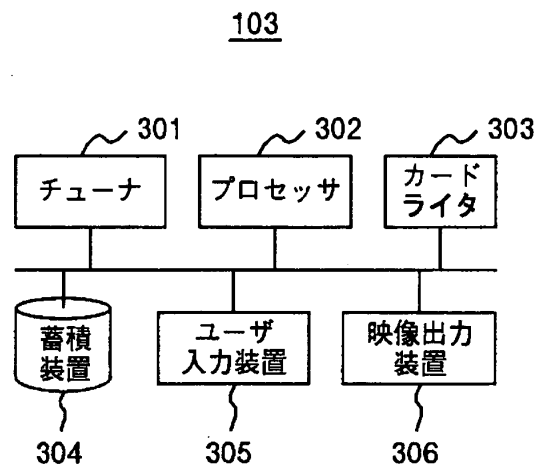 103
301
302
303
チューナ
プロセッサ
カード
ライタ
蓄積
装置
ユーザ
入力装置
映像出力
装置
304
305
306